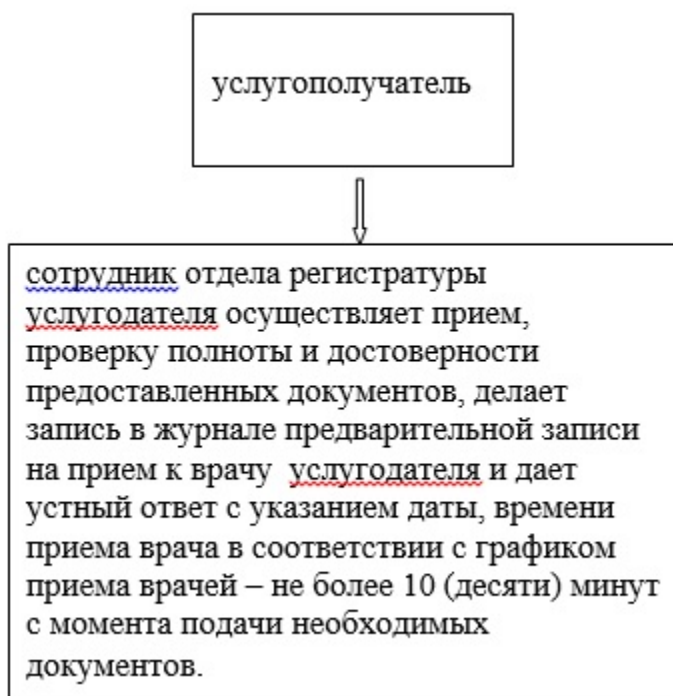 услугополучатель
сотрудник отдела регистратуры
услугодателя осуществляет прием,
проверку полноты и достоверности
предоставленных документов, делает
запись в журнале предварительной записи
на прием к врачу  услугодателя и дает
устный ответ с указанием даты, времени
приема врача в соответствии с графиком
приема врачей – не более 10 (десяти) минут
с момента подачи необходимых
документов.